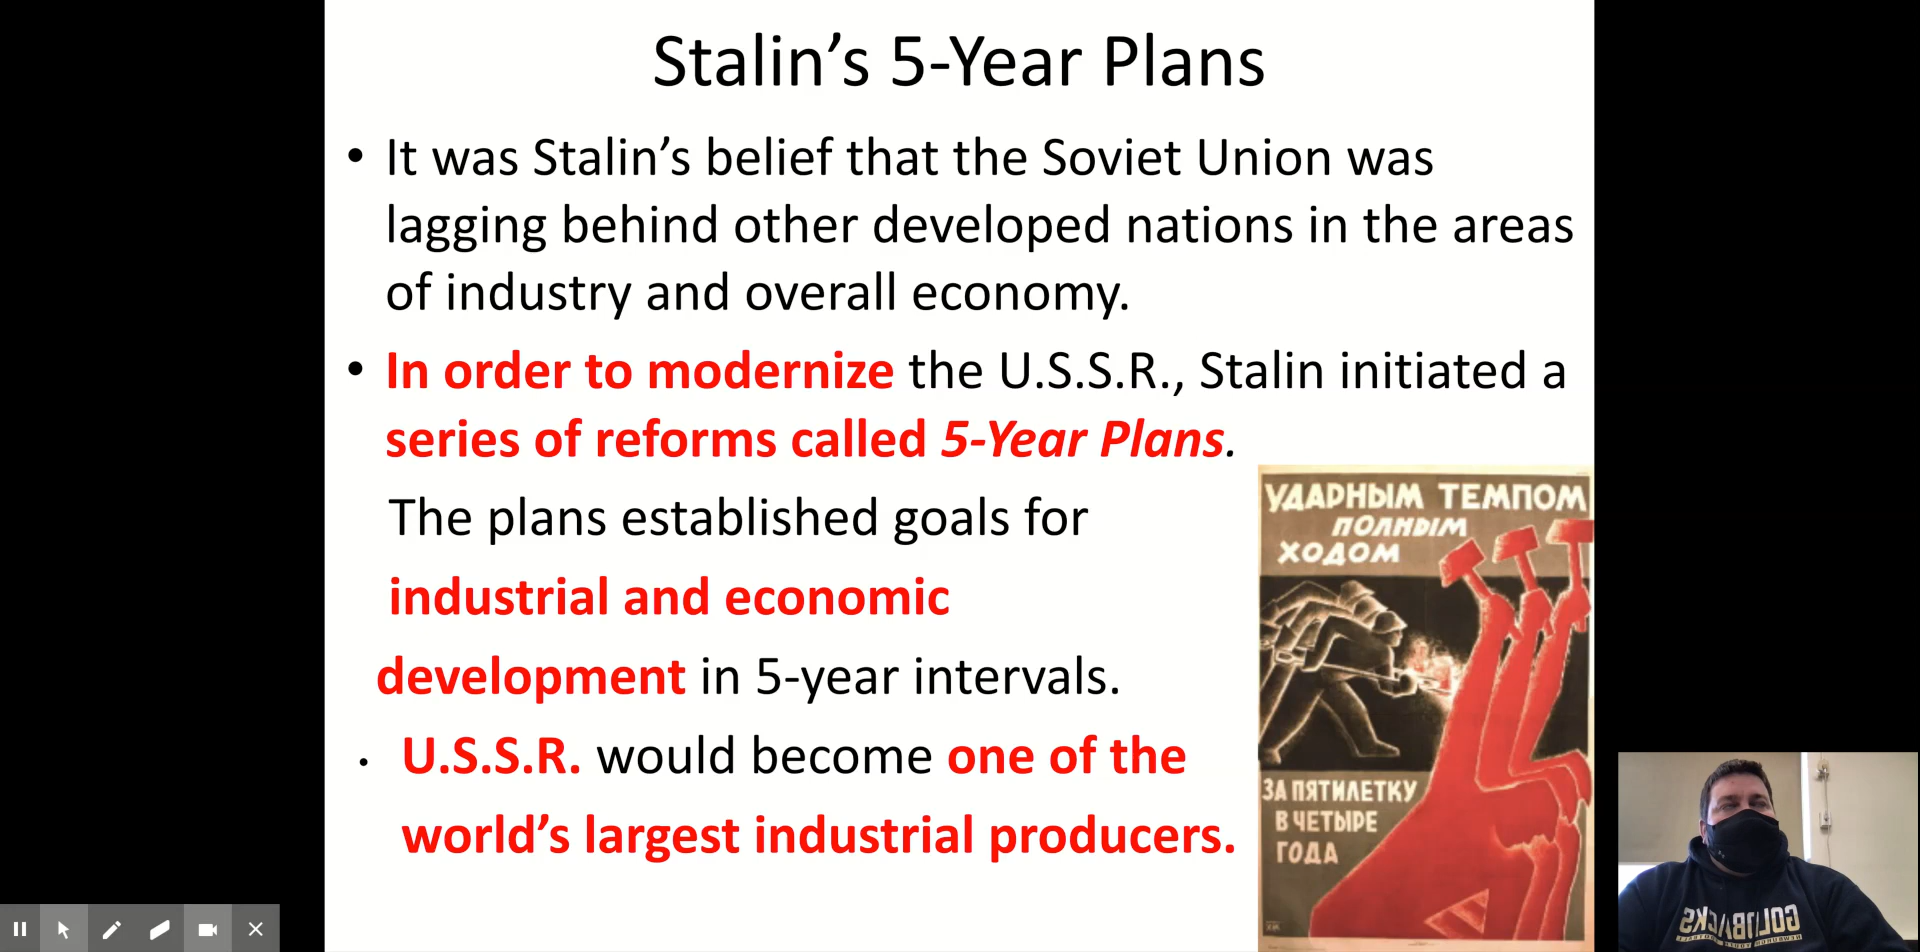 Stalin’s 5-Year Plans
• It was Stalin’s belief that the Soviet Union was
lagging behind other developed nations in the areas
of industry and overall economy.
• In order to modernize the U.S.S.R., Stalin initiated a
series of reforms called 5-Year Plans.
The plans established goals for
industrial and economic
development in 5-year intervals.
• U.S.S.R. would become one of the
world’s largest industrial producers.
УДАРНЫМ ТЕМПОМ
ПОЛНЫМ
ХОДОМ
ЗА ПЯТИЛЕТКУ
В ЧЕТЫРЕ
ГОДА
GOLDBACKS